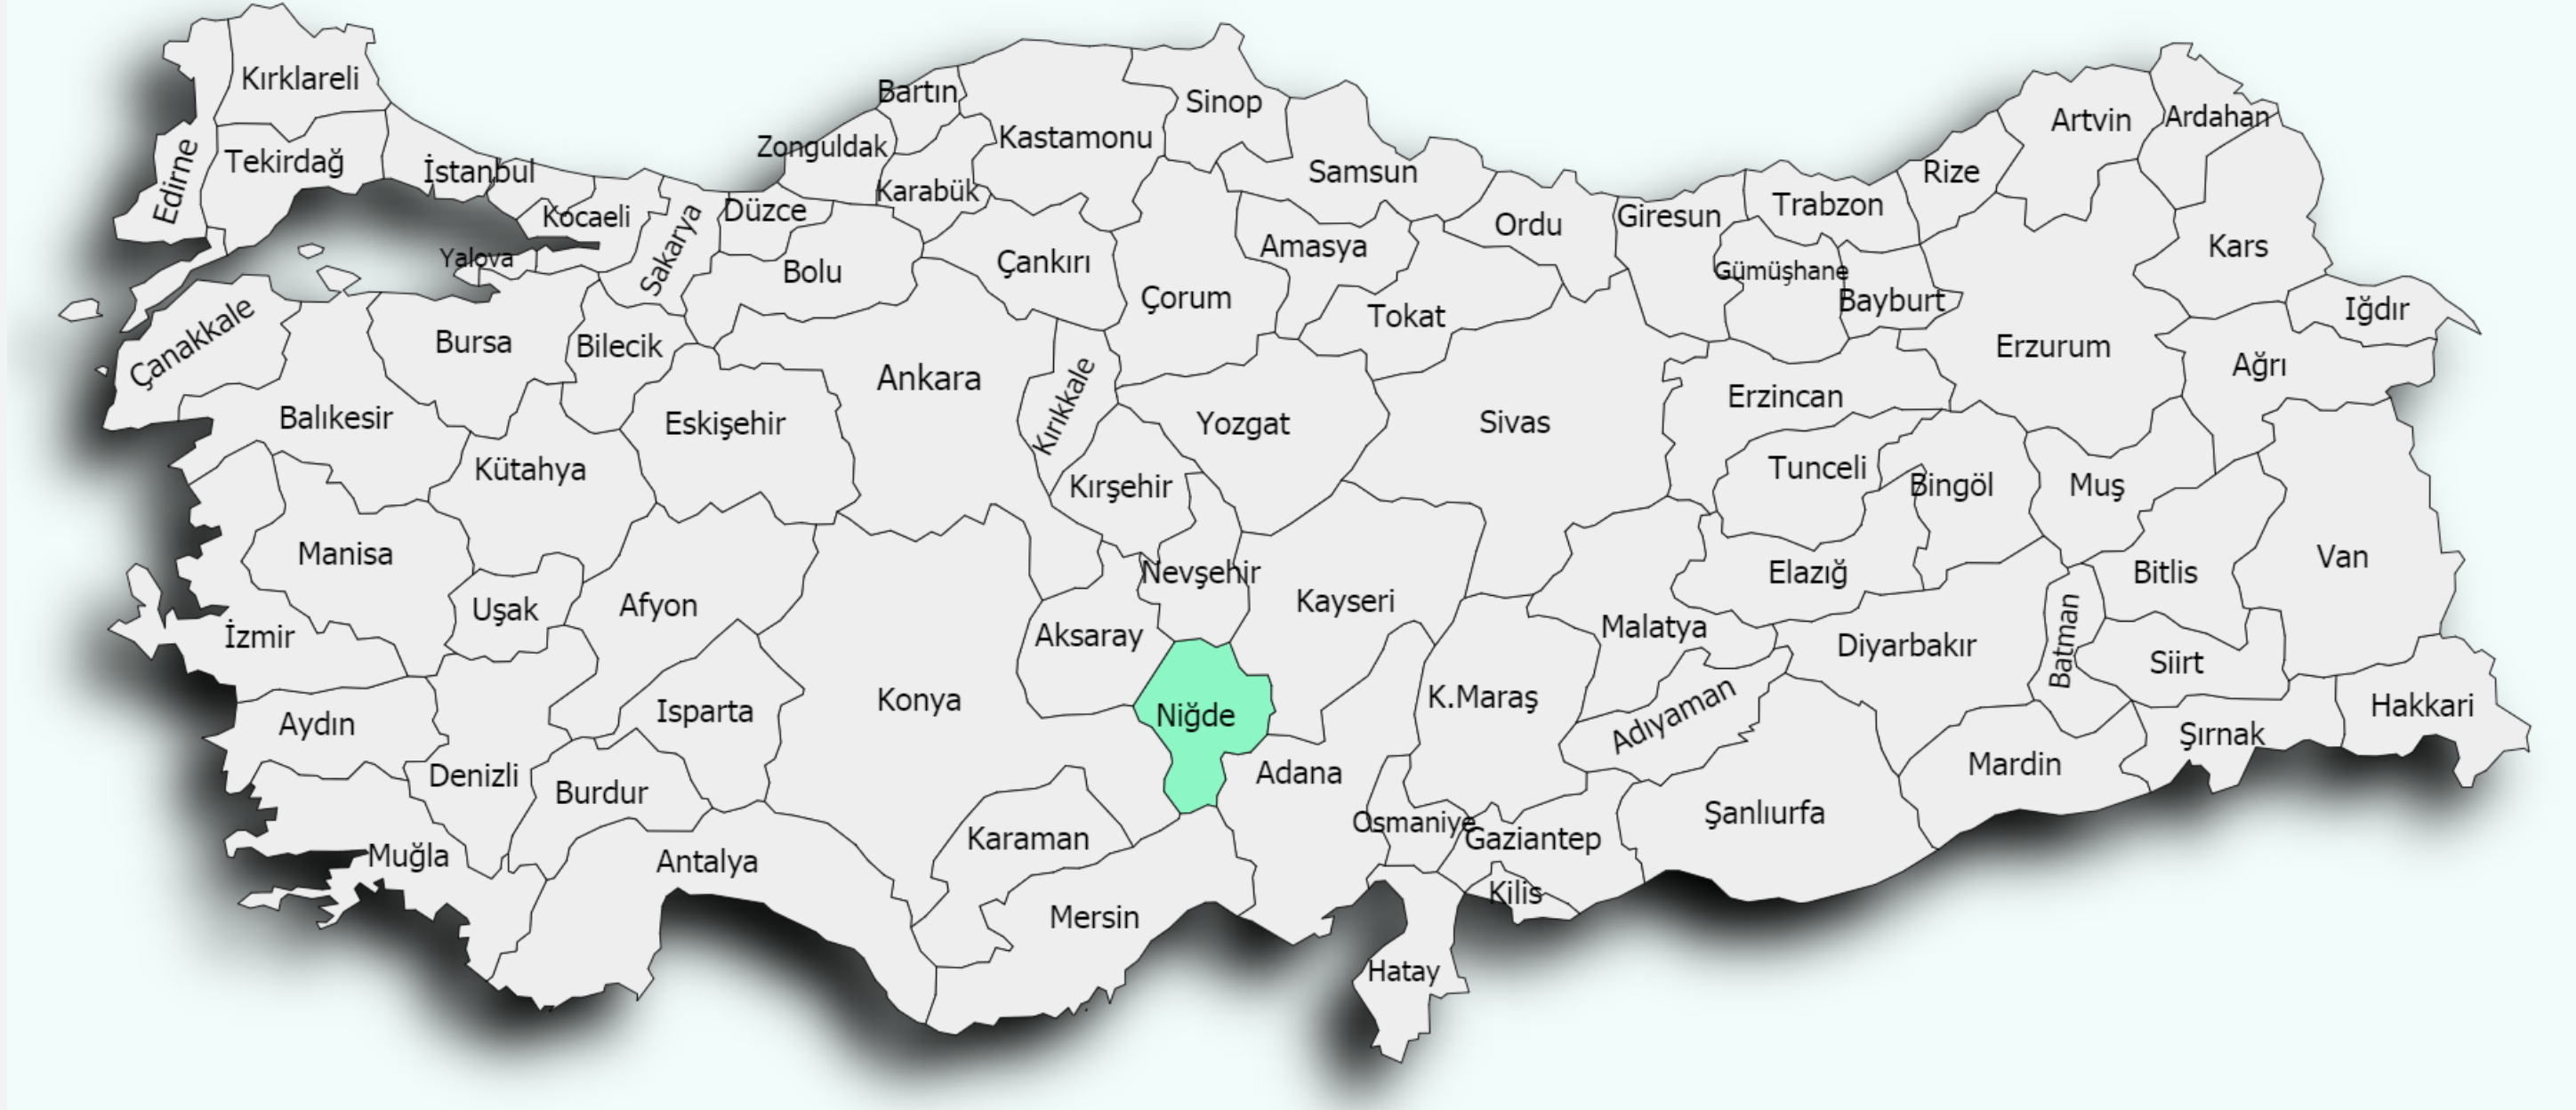 Kırklareli
Edirne
Tekirdağ
İstanbul
Kocaeli
Yalova
Sakarya
Düzce
Zonguldak
Bartın
Karabük
Kastamonu
Sinop
Samsun
Ordu
Giresun
Trabzon
Rize
Artvin
Ardahan
Çanakkale
Balıkesir
Bursa
Bilecik
Bolu
Çankırı
Çorum
Amasya
Tokat
Gümüşhane
Bayburt
Erzurum
Kars
Iğdır
Ağrı
Kütahya
Eskişehir
Ankara
Kırıkkale
Kırşehir
Yozgat
Sivas
Erzincan
Tunceli
Bingöl
Muş
Manisa
Uşak
Afyon
Nevşehir
Kayseri
Malatya
Elazığ
Bitlis
Van
İzmir
Aydın
Denizli
Isparta
Burdur
Konya
Aksaray
Niğde
Adana
K.Maraş
Adıyaman
Diyarbakır
Batman
Siirt
Şırnak
Hakkari
Muğla
Antalya
Karaman
Mersin
Osmaniye
Gaziantep
Kilis
Şanlıurfa
Mardin
Hatay